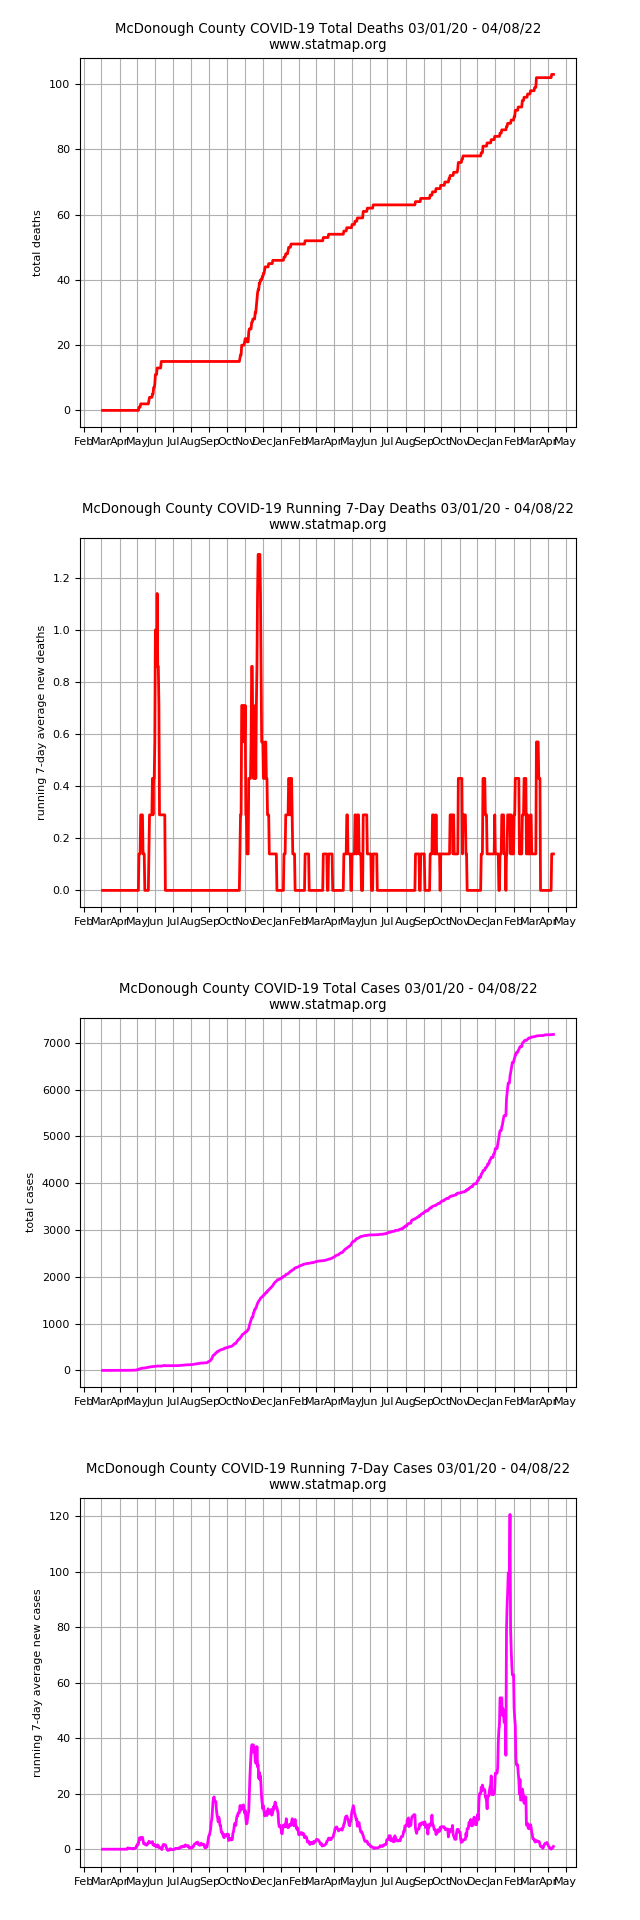 McDonough County COVID-19 Total Deaths 03/01/20 - 04/08/22
www.statmap.org
100
80
60
40
20
0
total deaths
Feb Mar Apr May Jun Jul Aug Sep Oct Nov Dec Jan Feb Mar Apr May Jun Jul Aug Sep Oct Nov Dec Jan Feb Mar Apr May
McDonough County COVID-19 Running 7-Day Deaths 03/01/20 - 04/08/22
www.statmap.org
1.2
1.0
0.8
0.6
0.4
0.2
0.0
running 7-day average new deaths
Feb Mar Apr May Jun Jul Aug Sep Oct Nov Dec Jan Feb Mar Apr May Jun Jul Aug Sep Oct Nov Dec Jan Feb Mar Apr May
McDonough County COVID-19 Total Cases 03/01/20 - 04/08/22
www.statmap.org
7000
6000
5000
4000
3000
2000
1000
0
total cases
Feb Mar Apr May Jun Jul Aug Sep Oct Nov Dec Jan Feb Mar Apr May Jun Jul Aug Sep Oct Nov Dec Jan Feb Mar Apr May
McDonough County COVID-19 Running 7-Day Cases 03/01/20 - 04/08/22
www.statmap.org
120
100
80
60
40
20
0
running 7-day average new cases
Feb Mar Apr May Jun Jul Aug Sep Oct Nov Dec Jan Feb Mar Apr May Jun Jul Aug Sep Oct Nov Dec Jan Feb Mar Apr May